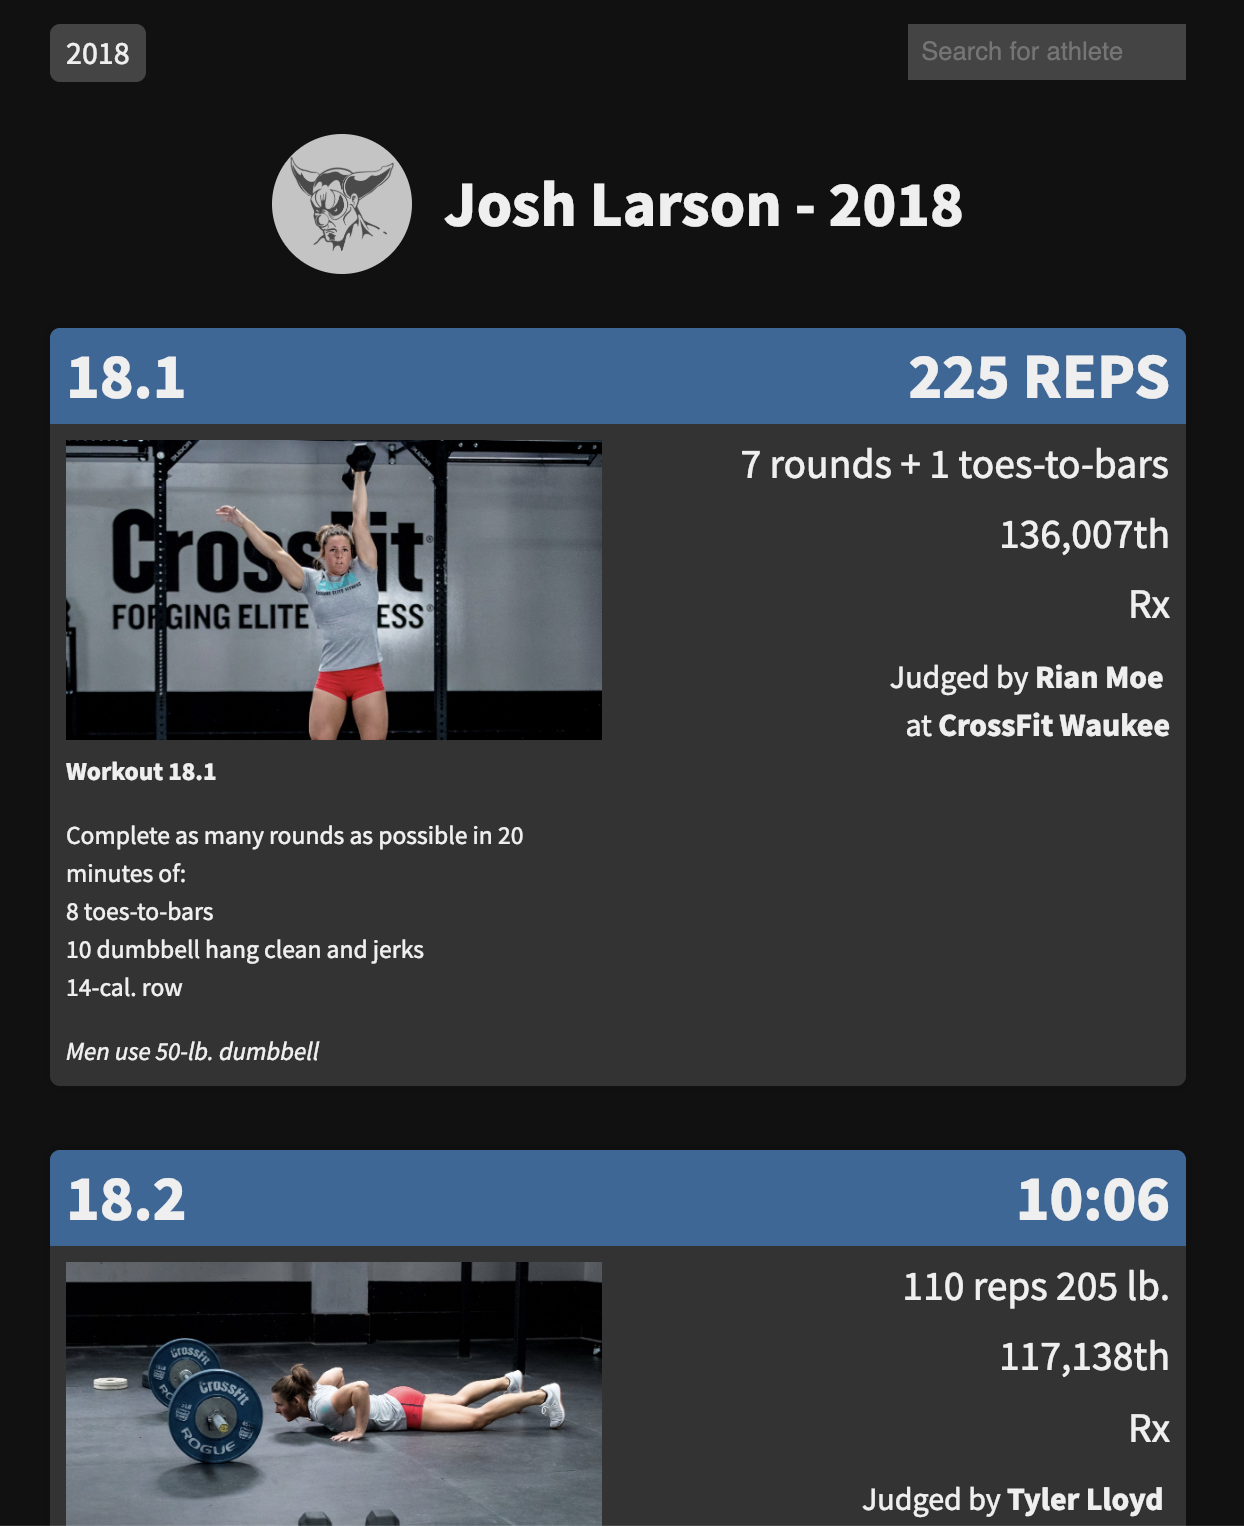 2018
Search for athlete
Josh Larson - 2018
18.1
225 REPS
CrossFit
FORGING ELITE
ESS
7 rounds + 1 toes-to-bars
136,007th
Rx
Judged by Rian Moe
at CrossFit Waukee
Workout 18.1
Complete as many rounds as possible in 20
minutes of:
8 toes-to-bars
10 dumbbell hang clean and jerks
14-cal. row
Men use 50-lb. dumbbell
18.2
10:06
CrossFit
CrossFit
ROGUE
110 reps 205 lb.
117,138th
Rx
Judged by Tyler Lloyd